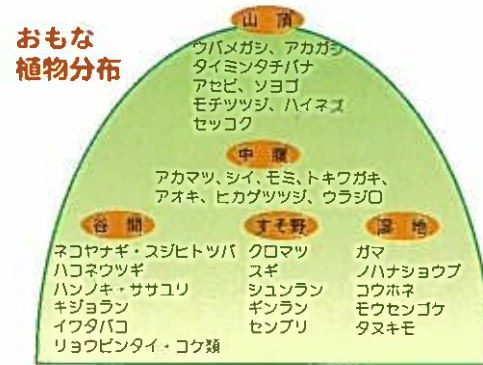 おもな
植物分布
山頂
ウバメガシ、アカガシ
タイミンタチバナ
アセビ、ソヨゴ
モチツツジ、ハイネズ
セッコク
中腹
アカマツ、シイ、モミ、トキワガキ、
アオキ、ヒカゲツツジ、ウラジロ
谷間
ネコヤナギ・スジヒトツバ
ハコネウツギ
ハンノキ・ササユリ
キジョラン
イワタバコ
リョウビンタイ・コケ類
すそ野
クロマツ
スギ
シュンラン
ギンラン
センブリ
湿地
ガマ
ノハナショウブ
コウホネ
モウセンゴケ
タヌキモ